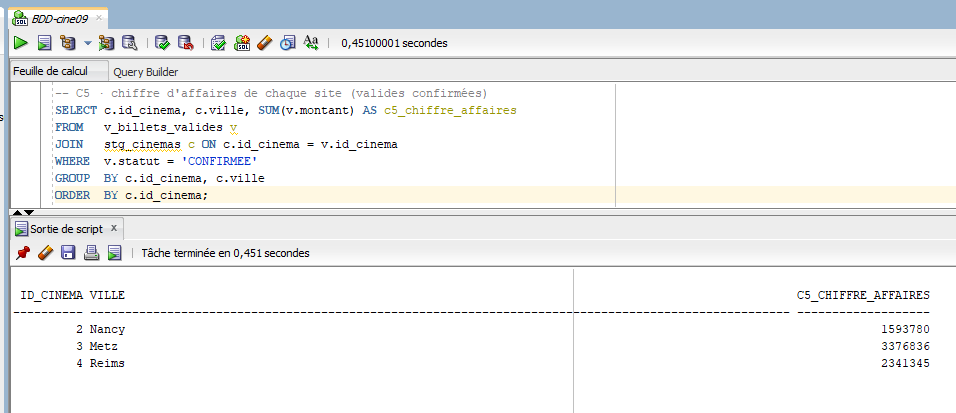 BDD-cine09
0,45100001 secondes
Feuille de calcul Query Builder
-- C5 · chiffre d'affaires de chaque site (valides confirmées)
SELECT c.id_cinema, c.ville, SUM(v.montant) AS c5_chiffre_affaires
FROM v_billets_valides v
JOIN stg_cinemas c ON c.id_cinema = v.id_cinema
WHERE v.statut = 'CONFIRMEE'
GROUP BY c.id_cinema, c.ville
ORDER BY c.id_cinema;
Sortie de script x
Tâche terminée en 0,451 secondes
ID_CINEMA VILLE C5_CHIFFRE_AFFAIRES
2 Nancy 1593780
3 Metz 3376836
4 Reims 2341345